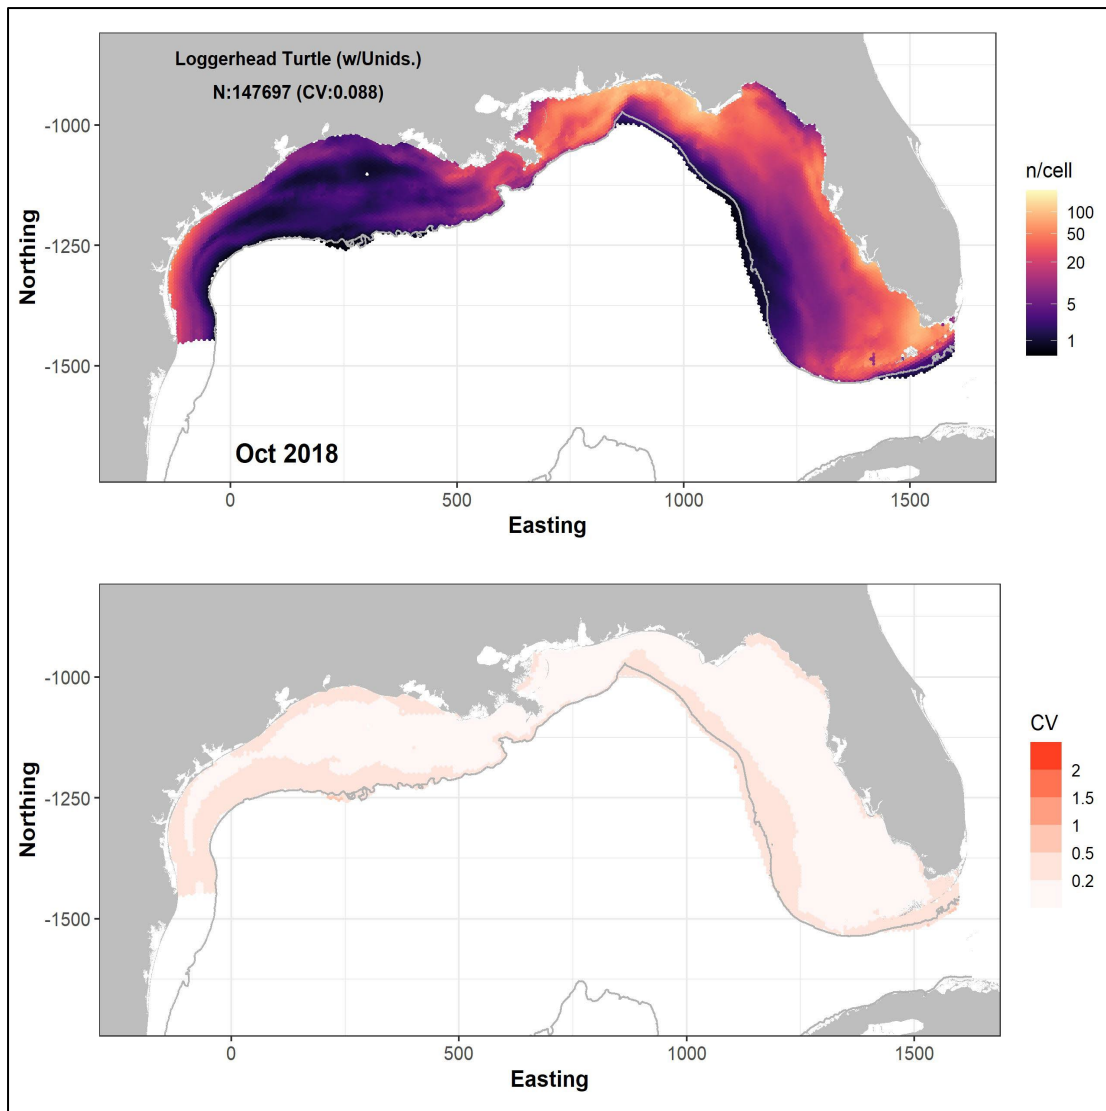 Loggerhead Turtle (w/Unids.)
N:147697 (CV:0.088)
-1000
-1250
-1500
Northing
Oct 2018
0 500 1000 1500
Easting
n/cell
100
50
20
5
1
-1000
-1250
-1500
Northing
0 500 1000 1500
Easting
CV
2
1.5
1
0.5
0.2